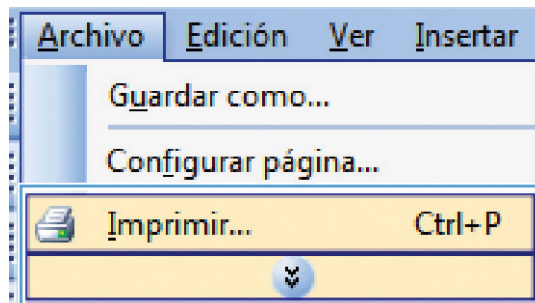 Archivo Edición Ver Insertar
Guardar como...
Configurar página...
Imprimir... Ctrl+P